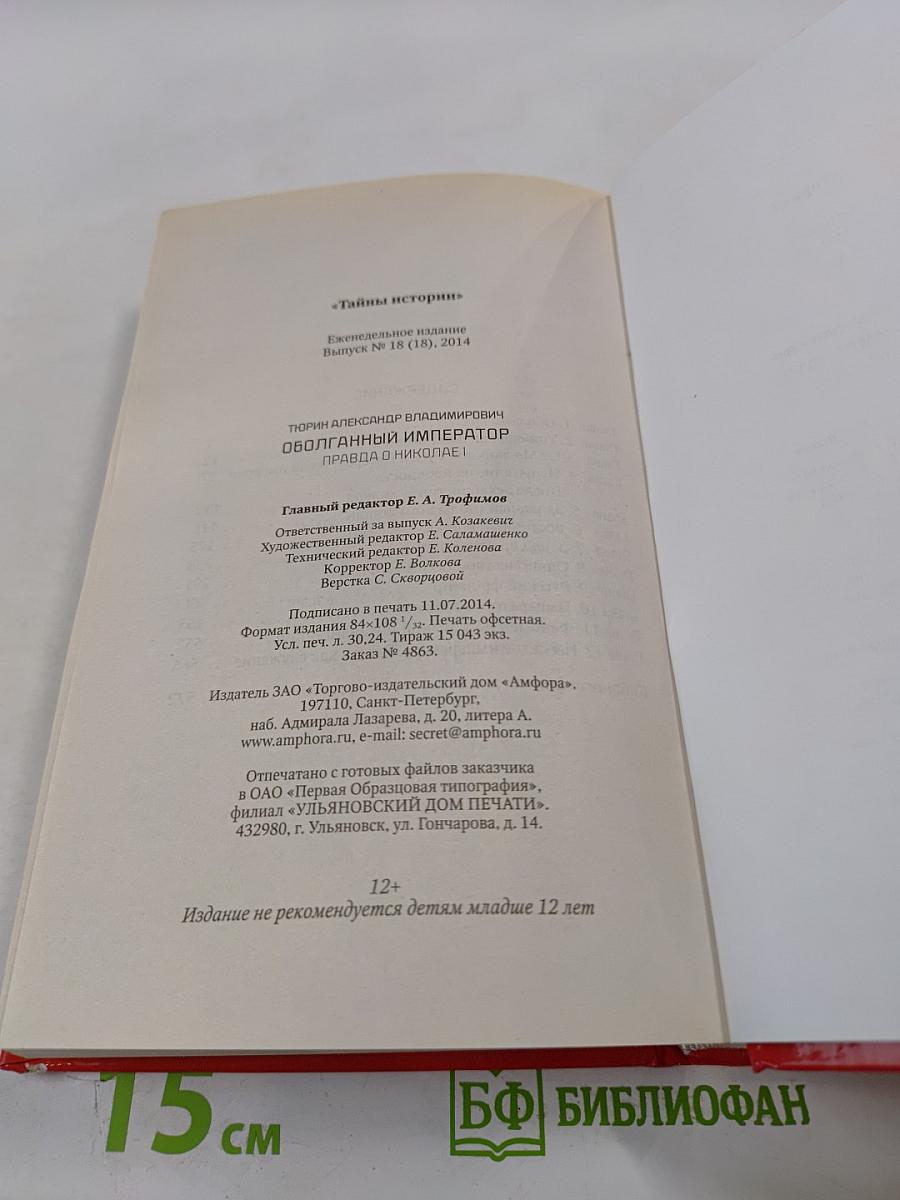 «Тайны истории»
Еженедельное издание
Выпуск № 18 (18), 2014
ТЮРИН АЛЕКСАНДР ВЛАДИМИРОВИЧ
ОБОЛГАННЫЙ ИМПЕРАТОР
ПРАВДА О НИКОЛАЕ I
Главный редактор Е. А. Трофимов
Ответственный за выпуск А. Козакевич
Художественный редактор Е. Саламашенко
Технический редактор Е. Коленова
Корректор Е. Волкова
Верстка С. Скворцовой
Подписано в печать 11.07.2014.
Формат издания 84×108 1/32. Печать офсетная.
Усл. печ. л. 30,24. Тираж 15 043 экз.
Заказ № 4863.
Издатель ЗАО «Торгово-издательский дом «Амфора».
197110, Санкт-Петербург,
наб. Адмирала Лазарева, д. 20, литера А.
www.amphora.ru, e-mail: secret@amphora.ru
Отпечатано с готовых файлов заказчика
в ОАО «Первая Образцовая типография»,
филиал «УЛЬЯНОВСКИЙ ДОМ ПЕЧАТИ».
432980, г. Ульяновск, ул. Гончарова, д. 14.
12+
Издание не рекомендуется детям младше 12 лет
15 см
БФ БИБЛИОФАН